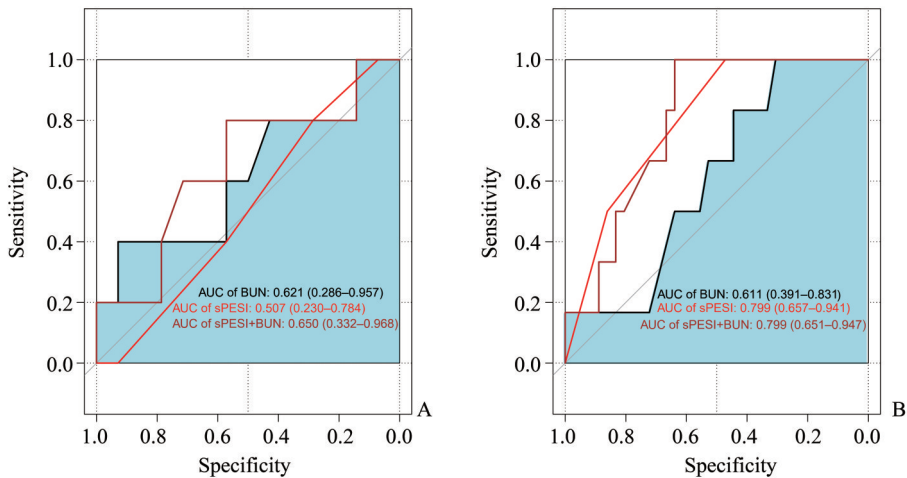 1.0
0.8
0.6
0.4
0.2
0.0
Sensitivity
AUC of BUN: 0.621 (0.286–0.957)
AUC of sPESI: 0.507 (0.230–0.784)
AUC of sPESI+BUN: 0.650 (0.332–0.968)
1.0 0.8 0.6 0.4 0.2 0.0
Specificity
A
1.0
0.8
0.6
0.4
0.2
0.0
Sensitivity
AUC of BUN: 0.611 (0.391–0.831)
AUC of sPESI: 0.799 (0.657–0.941)
AUC of sPESI+BUN: 0.799 (0.651–0.947)
1.0 0.8 0.6 0.4 0.2 0.0
Specificity
B